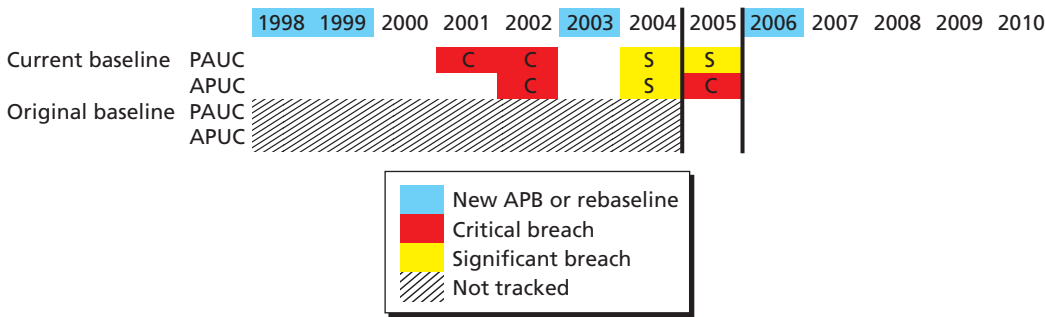 1998 1999 2000 2001 2002 2003 2004 2005 2006 2007 2008 2009 2010
Current baseline PAUC C C S S
APUC C S C
Original baseline PAUC
APUC
New APB or rebaseline
Critical breach
Significant breach
Not tracked